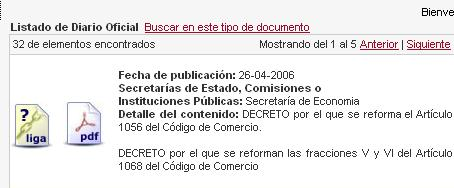 Bienve
Listado de Diario Oficial Buscar en este tipo de documento
32 de elementos encontrados Mostrando del 1 al 5 Anterior | Siguiente
Fecha de publicación: 26-04-2006
Secretarías de Estado, Comisiones o
Instituciones Públicas: Secretaría de Economia
? liga pdf Detalle del contenido: DECRETO por el que se reforma el Artículo
1056 del Código de Comercio.
DECRETO por el que se reforman las fracciones V y VI del Artículo
1068 del Código de Comercio